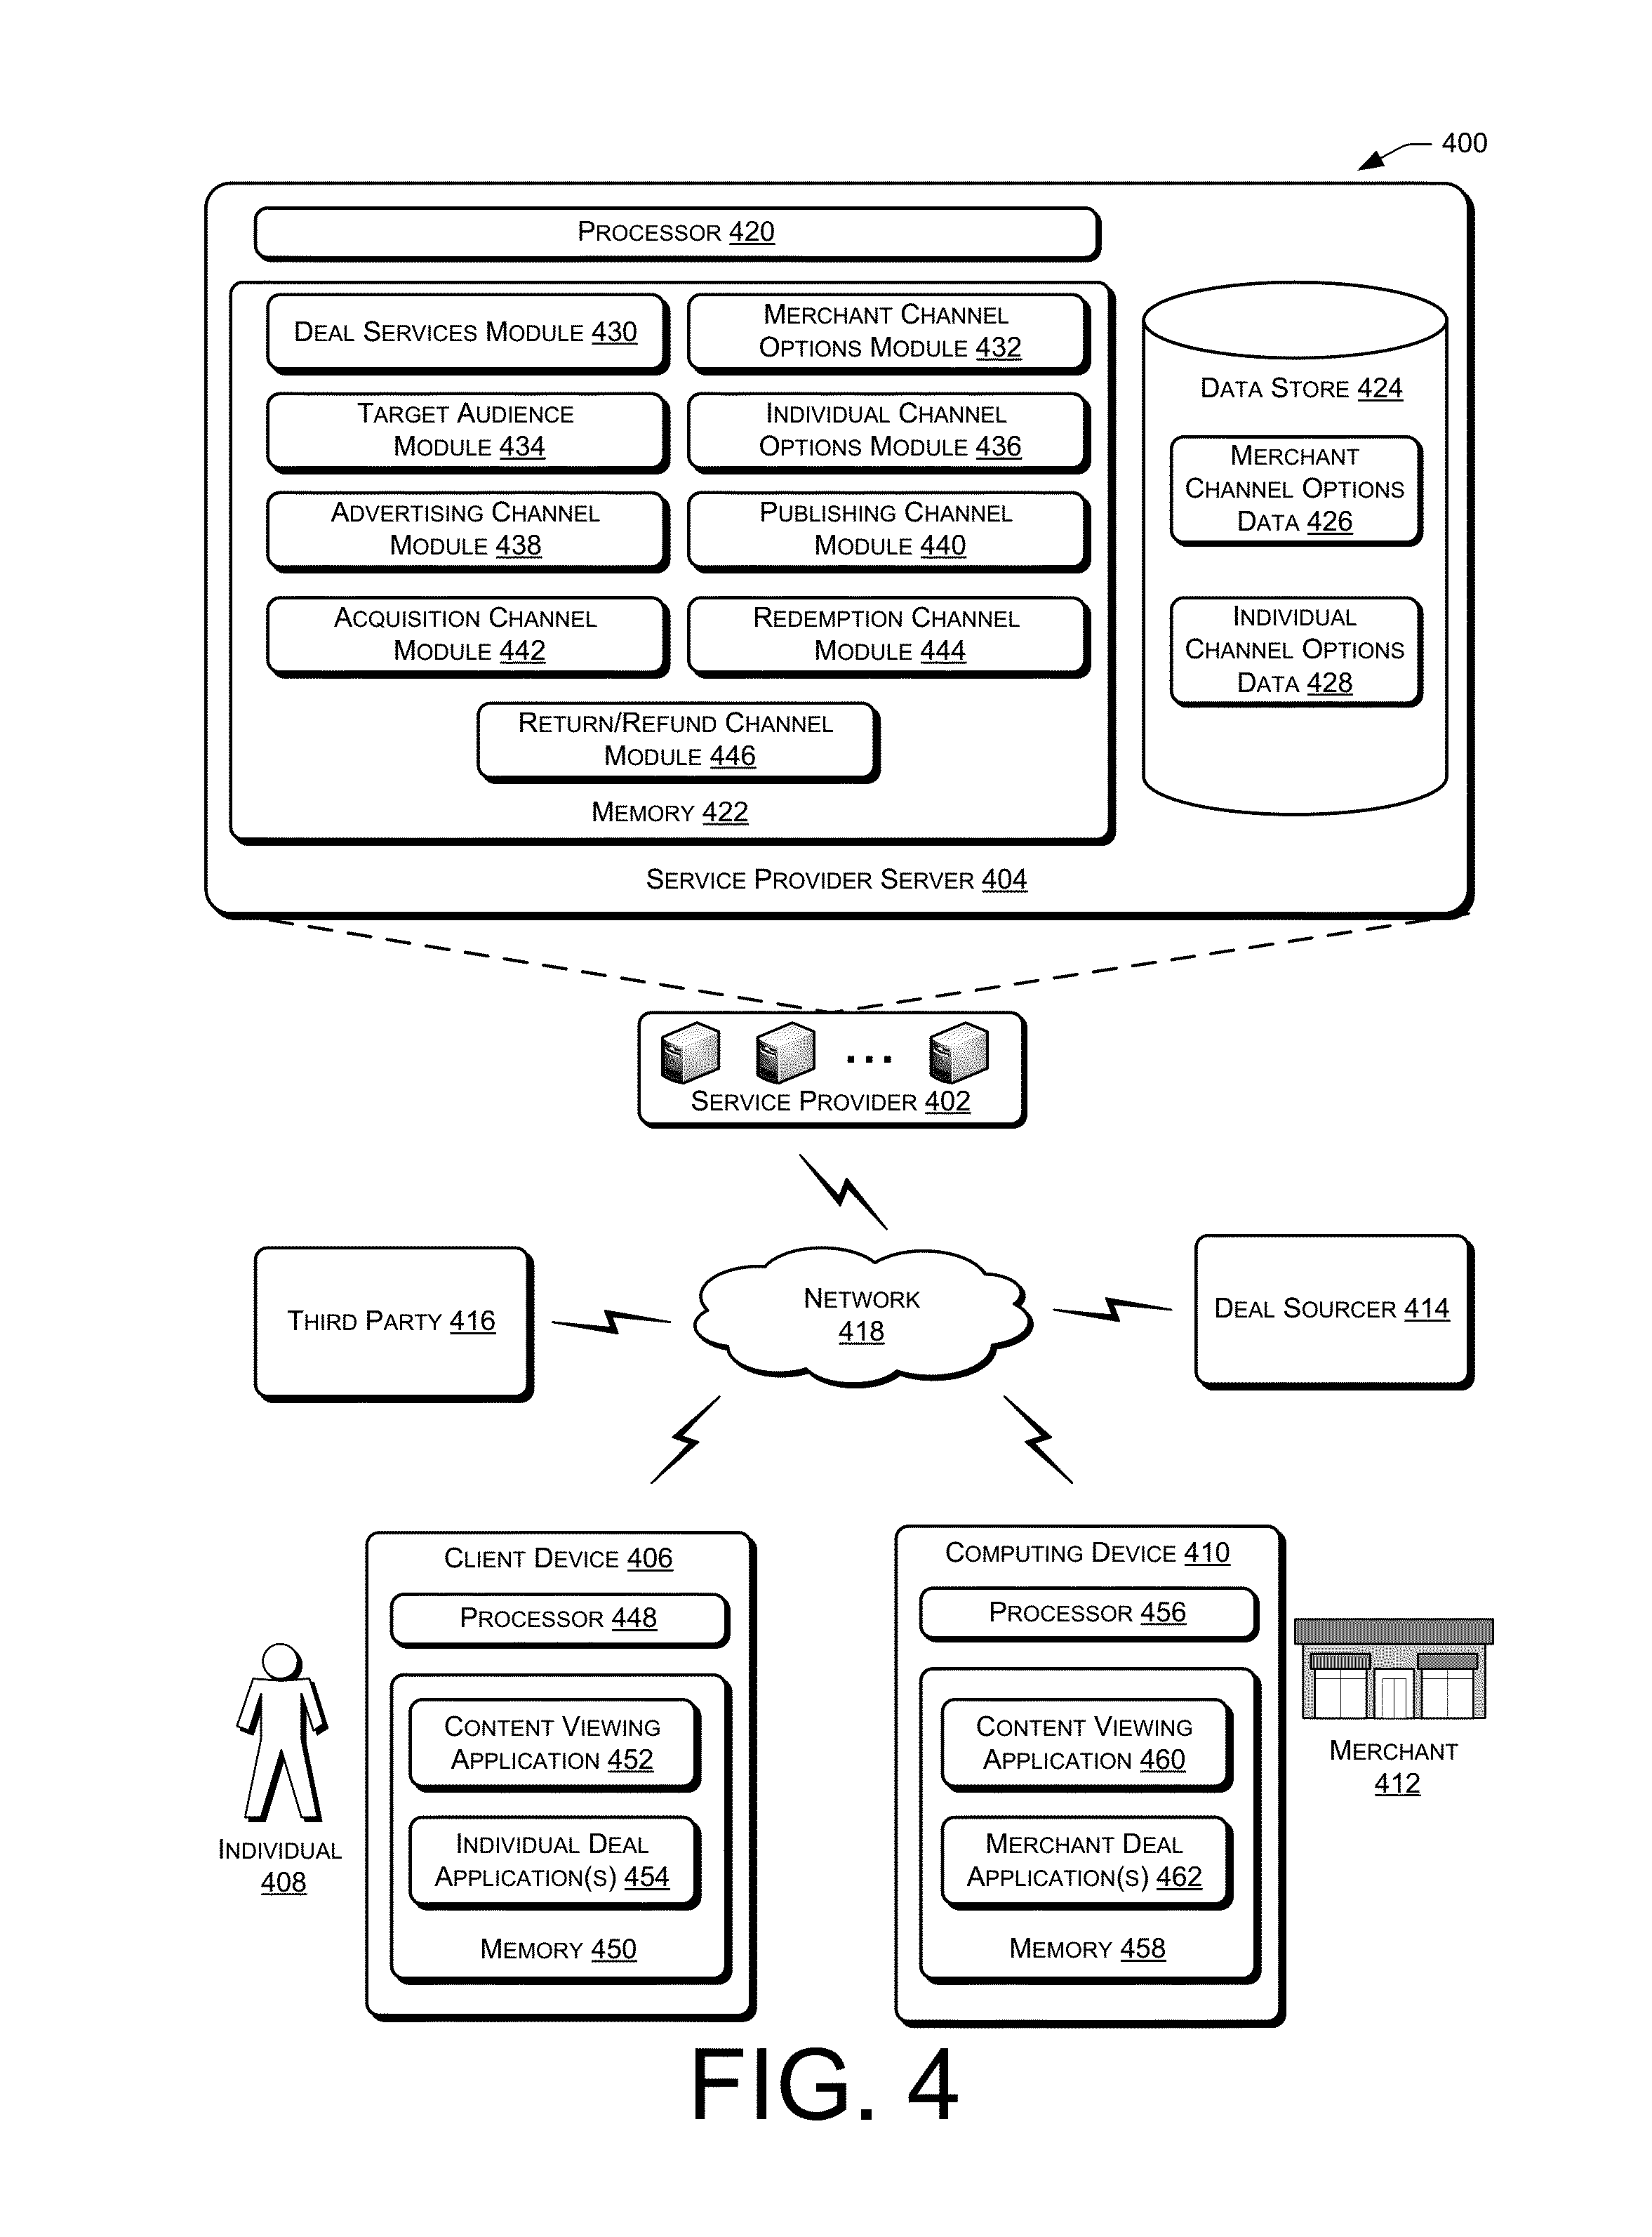 400
PROCESSOR 420
DEAL SERVICES MODULE 430
MERCHANT CHANNEL
OPTIONS MODULE 432
TARGET AUDIENCE
MODULE 434
INDIVIDUAL CHANNEL
OPTIONS MODULE 436
ADVERTISING CHANNEL
MODULE 438
PUBLISHING CHANNEL
MODULE 440
ACQUISITION CHANNEL
MODULE 442
REDEMPTION CHANNEL
MODULE 444
RETURN/REFUND CHANNEL
MODULE 446
MEMORY 422
DATA STORE 424
MERCHANT
CHANNEL OPTIONS
DATA 426
INDIVIDUAL
CHANNEL OPTIONS
DATA 428
SERVICE PROVIDER SERVER 404
...
SERVICE PROVIDER 402
THIRD PARTY 416
NETWORK
418
DEAL SOURCER 414
CLIENT DEVICE 406
PROCESSOR 448
CONTENT VIEWING
APPLICATION 452
INDIVIDUAL DEAL
APPLICATION(S) 454
MEMORY 450
INDIVIDUAL
408
COMPUTING DEVICE 410
PROCESSOR 456
CONTENT VIEWING
APPLICATION 460
MERCHANT DEAL
APPLICATION(S) 462
MEMORY 458
MERCHANT
412
FIG. 4